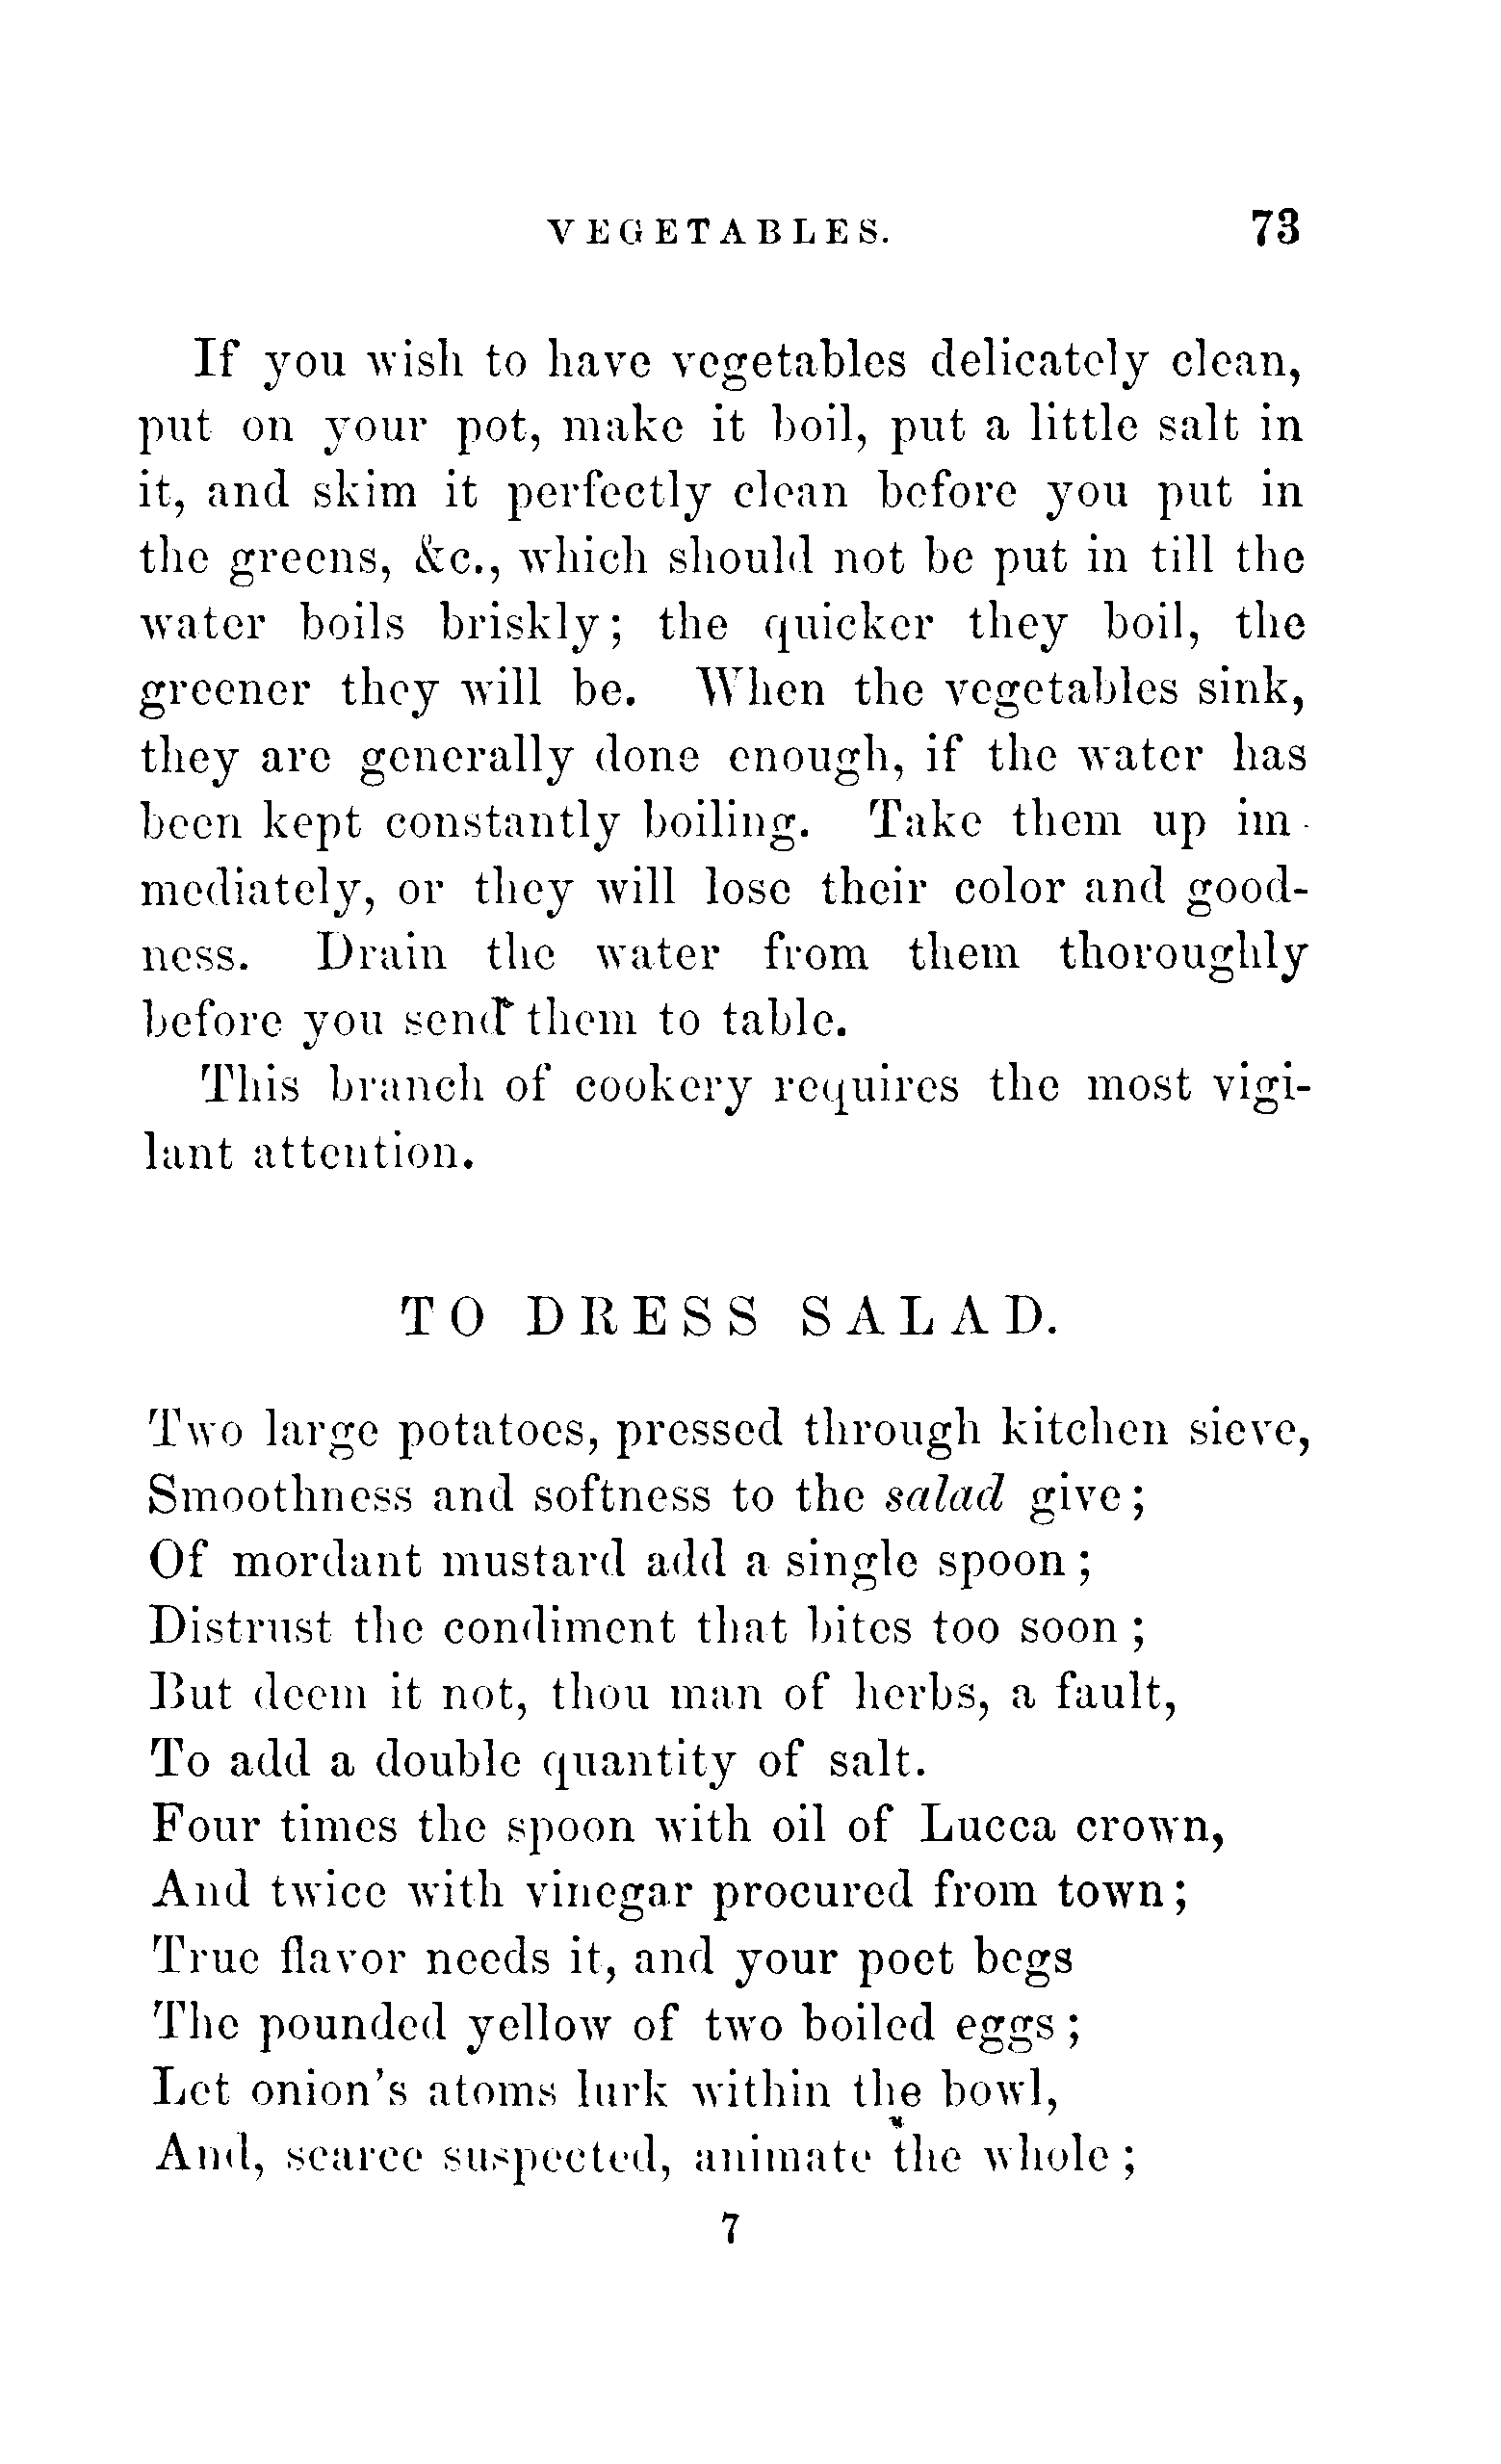 VEGETABLES. 73
If you wish to have vegetables delicately clean,
put on your pot, make it boil, put a little salt in
it, and skim it perfectly clean before you put in
the greens, &c., which should not be put in till the
water boils briskly; the quicker they boil, the
greener they will be. When the vegetables sink,
they are generally done enough, if the water has
been kept constantly boiling. Take them up im-
mediately, or they will lose their color and good-
ness. Drain the water from them thoroughly
before you send them to table.
This branch of cookery requires the most vigi-
lant attention.
TO DRESS SALAD.
Two large potatoes, pressed through kitchen sieve,
Smoothness and softness to the salad give;
Of mordant mustard add a single spoon;
Distrust the condiment that bites too soon;
But deem it not, thou man of herbs, a fault,
To add a double quantity of salt.
Four times the spoon with oil of Lucca crown,
And twice with vinegar procured from town;
True flavor needs it, and your poet begs
The pounded yellow of two boiled eggs;
Let onion's atoms lurk within the bowl,
And, scarce suspected, animate the whole;
7